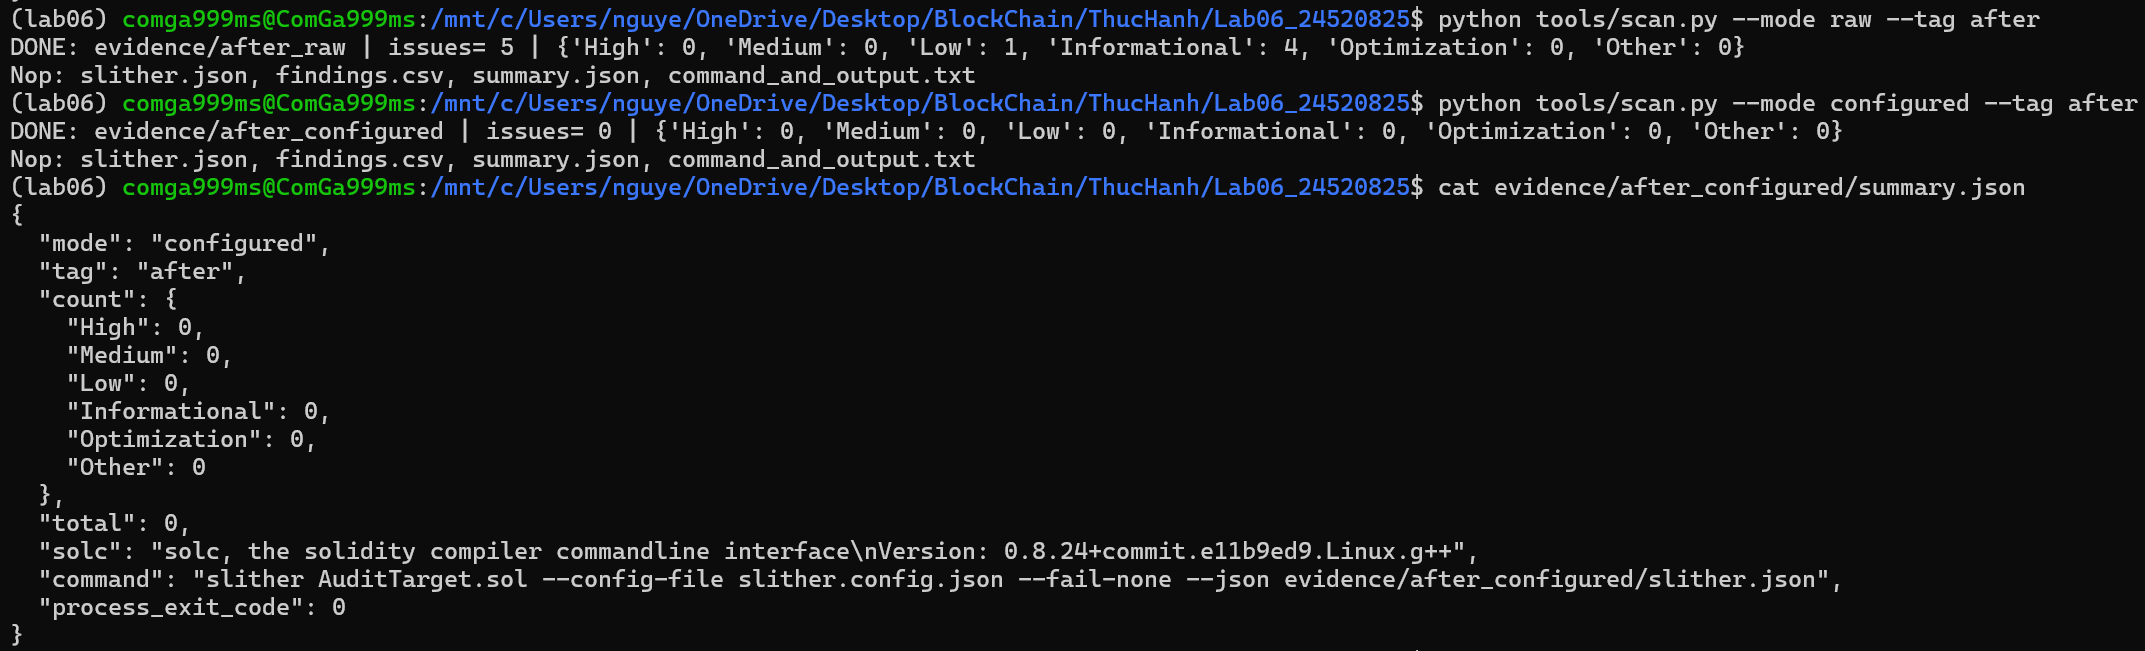 (lab06) comga999ms@ComGa999ms:/mnt/c/Users/nguye/OneDrive/Desktop/BlockChain/ThucHanh/Lab06_24520825$ python tools/scan.py --mode raw --tag after
DONE: evidence/after_raw | issues= 5 | {'High': 0, 'Medium': 0, 'Low': 1, 'Informational': 4, 'Optimization': 0, 'Other': 0}
Nop: slither.json, findings.csv, summary.json, command_and_output.txt
(lab06) comga999ms@ComGa999ms:/mnt/c/Users/nguye/OneDrive/Desktop/BlockChain/ThucHanh/Lab06_24520825$ python tools/scan.py --mode configured --tag after
DONE: evidence/after_configured | issues= 0 | {'High': 0, 'Medium': 0, 'Low': 0, 'Informational': 0, 'Optimization': 0, 'Other': 0}
Nop: slither.json, findings.csv, summary.json, command_and_output.txt
(lab06) comga999ms@ComGa999ms:/mnt/c/Users/nguye/OneDrive/Desktop/BlockChain/ThucHanh/Lab06_24520825$ cat evidence/after_configured/summary.json
{
  "mode": "configured",
  "tag": "after",
  "count": {
    "High": 0,
    "Medium": 0,
    "Low": 0,
    "Informational": 0,
    "Optimization": 0,
    "Other": 0
  },
  "total": 0,
  "solc": "solc, the solidity compiler commandline interface\nVersion: 0.8.24+commit.e11b9ed9.Linux.g++",
  "command": "slither AuditTarget.sol --config-file slither.config.json --fail-none --json evidence/after_configured/slither.json",
  "process_exit_code": 0
}